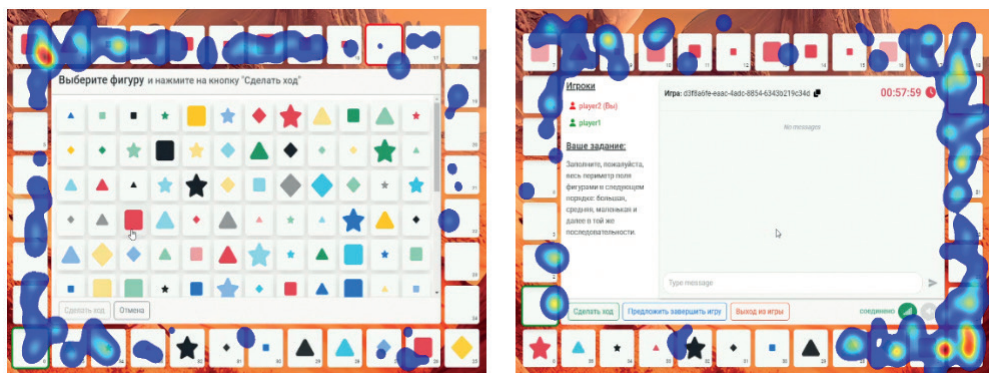 Выберите фигуру и нажмите на кнопку "Сделать ход"
Сделать ход
Отмена
Игроки
player2 (Вы)
player1
Ваше задание:
Заполните, пожалуйста,
весь периметр поля
фигурами в следующем
порядке: большая,
средняя, маленькая и
далее в той же
последовательности.
Игра: d3f8a6fe-eaac-4adc-8854-6343b219c34d
00:57:59
No messages
Type message
Сделать ход
Предложить завершить игру
Выход из игры
соединено